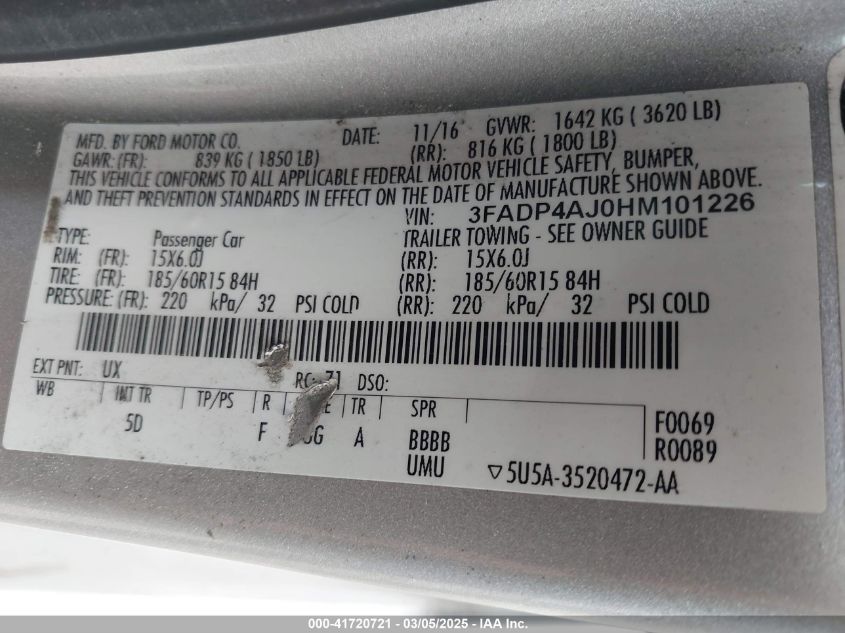 MFD. BY FORD MOTOR CO. DATE: 11/16 GVWR: 1642 KG ( 3620 LB)
GAWR: (FR): 839 KG ( 1850 LB) (RR): 816 KG ( 1800 LB)
THIS VEHICLE CONFORMS TO ALL APPLICABLE FEDERAL MOTOR VEHICLE SAFETY, BUMPER,
AND THEFT PREVENTION STANDARDS IN EFFECT ON THE DATE OF MANUFACTURE SHOWN ABOVE.
VIN: 3FADP4AJ0HM101226
TYPE: Passenger Car TRAILER TOWING - SEE OWNER GUIDE
RIM: (FR): 15X6.0J (RR): 15X6.0J
TIRE: (FR): 185/60R15 84H (RR): 185/60R15 84H
PRESSURE: (FR): 220 kPa/ 32 PSI COLD (RR): 220 kPa/ 32 PSI COLD
EXT PNT: UX RC: 71 DSO:
WB INT TR TP/PS R TR SPR F0069
5D F A BBBB R0089
UMU ▽5U5A-3520472-AA
000-41720721 - 03/05/2025 - IAA Inc.